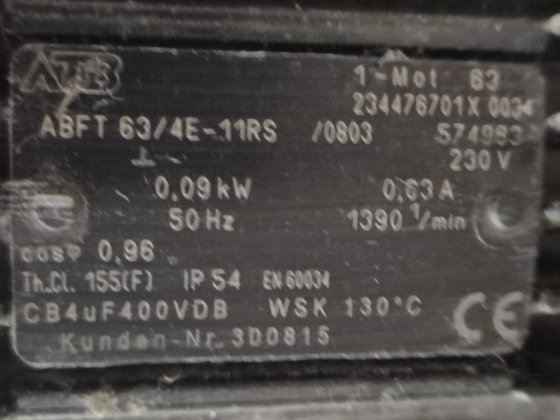 ATB 1~Mot 63
234476701X 0034
ABFT 63/4E-11RS /0803 574963
⊥ 230 V
0,09 kW 0,63 A
50 Hz 1390 1/min
cosφ 0,96
Th.Cl. 155(F) IP 54 EN 60034
CB4uF400VDB WSK 130°C
CE
Kunden-Nr. 300815